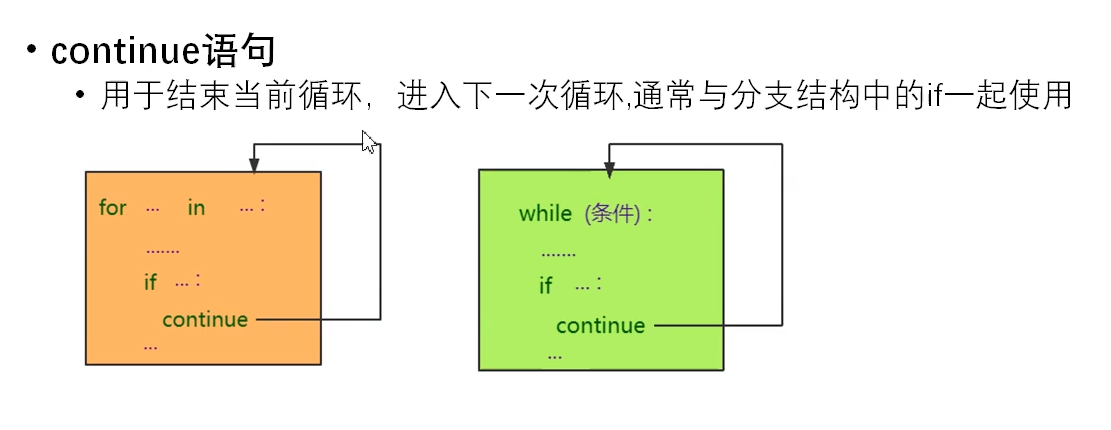 • continue语句
• 用于结束当前循环，进入下一次循环,通常与分支结构中的if一起使用
for ... in ... :
.......
if ... :
continue
...
while (条件) :
.......
if ... :
continue
...